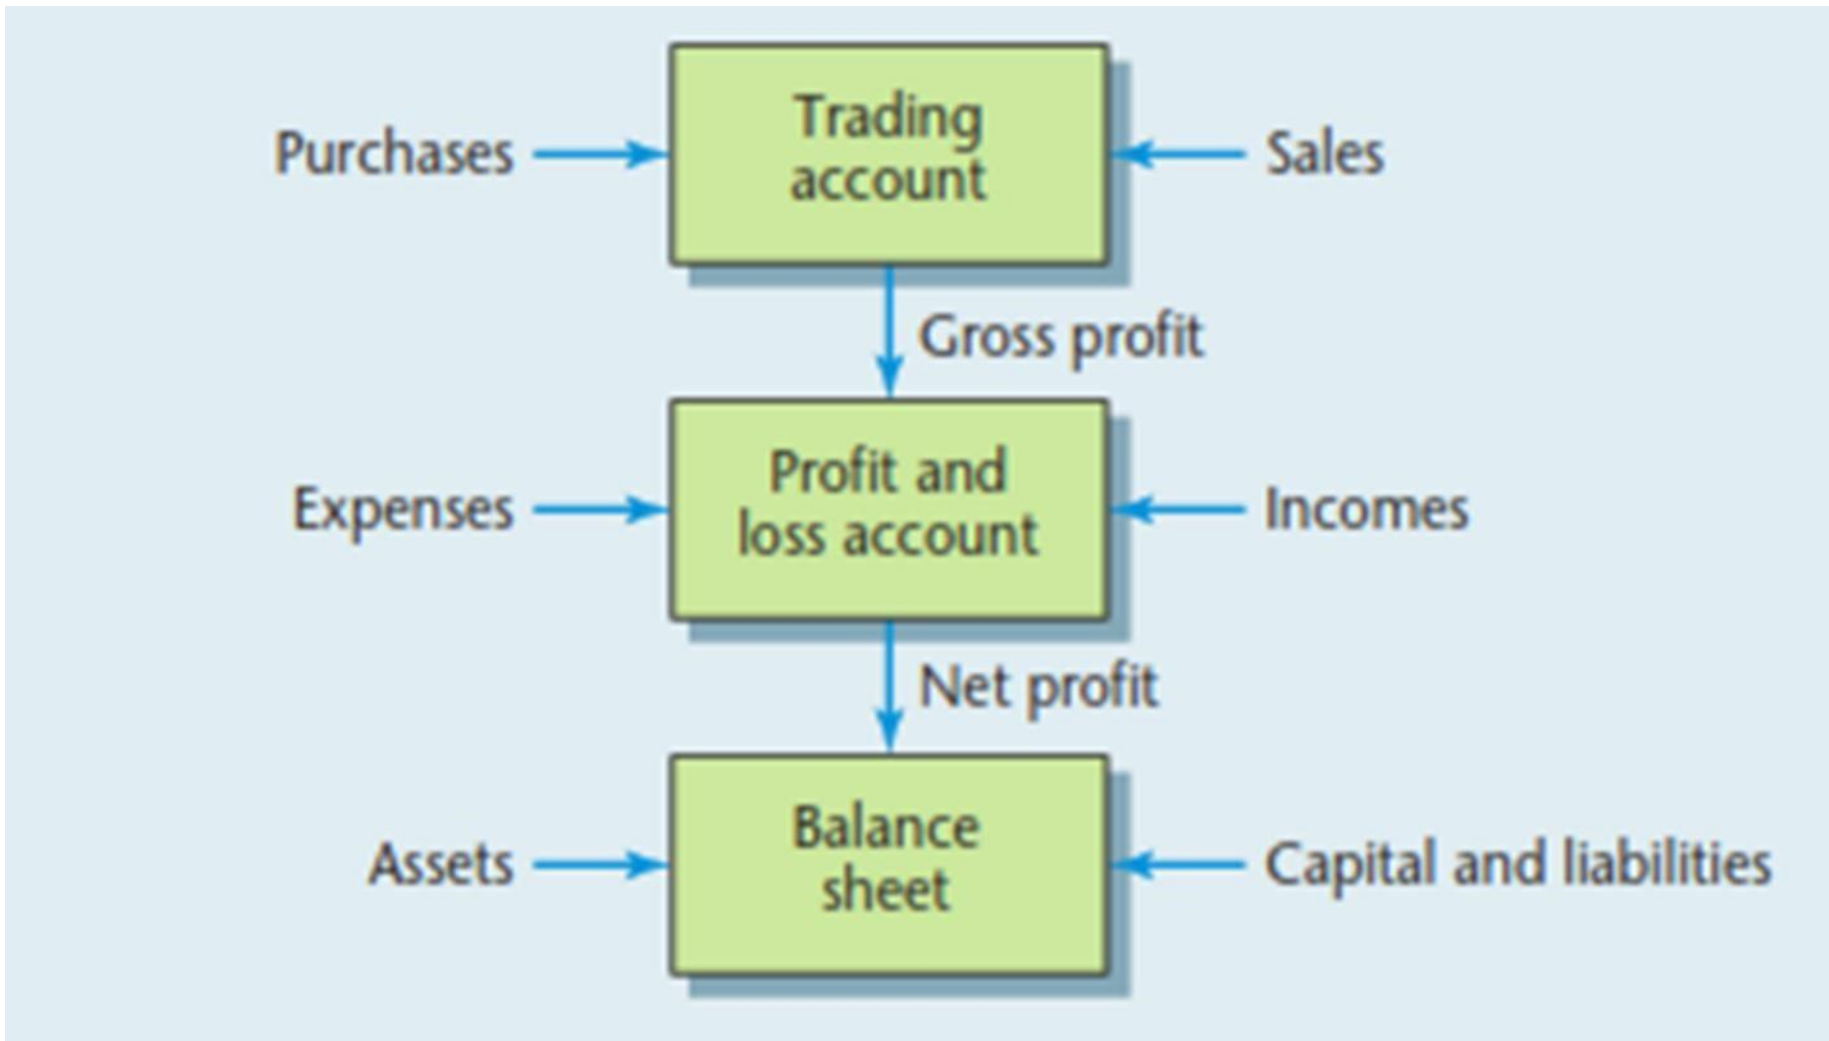 Trading
account
Purchases
Sales
Gross profit
Profit and
loss account
Expenses
Incomes
Net profit
Balance
sheet
Assets
Capital and liabilities